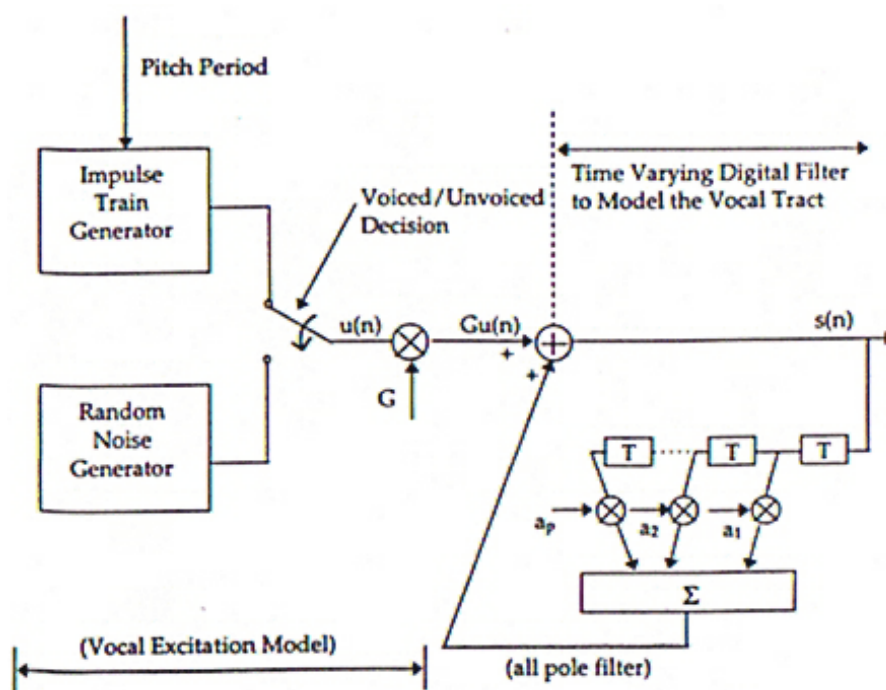 Pitch Period
Impulse
Train
Generator
Voiced/Unvoiced
Decision
Time Varying Digital Filter
to Model the Vocal Tract
u(n)
Gu(n)
s(n)
+
+
G
Random
Noise
Generator
T
T
T
aₚ
a₂
a₁
Σ
(Vocal Excitation Model)
(all pole filter)